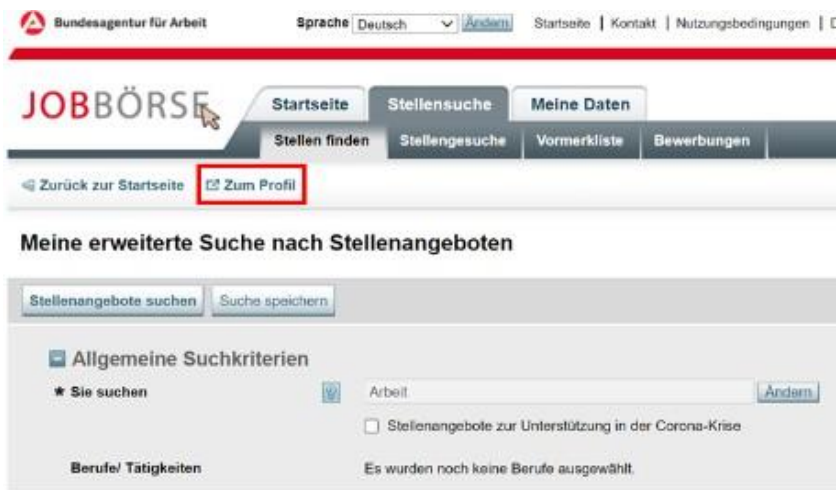 Bundesagentur für Arbeit Sprache Deutsch Ändern Startseite | Kontakt | Nutzungsbedingungen |
JOBBÖRSE Startseite Stellensuche Meine Daten
Stellen finden Stellengesuche Vormerkliste Bewerbungen
Zurück zur Startseite Zum Profil
Meine erweiterte Suche nach Stellenangeboten
Stellenangebote suchen Suche speichern
Allgemeine Suchkriterien
* Sie suchen Arbeit Ändern
Stellenangebote zur Unterstützung in der Corona-Krise
Berufe/ Tätigkeiten Es wurden noch keine Berufe ausgewählt.